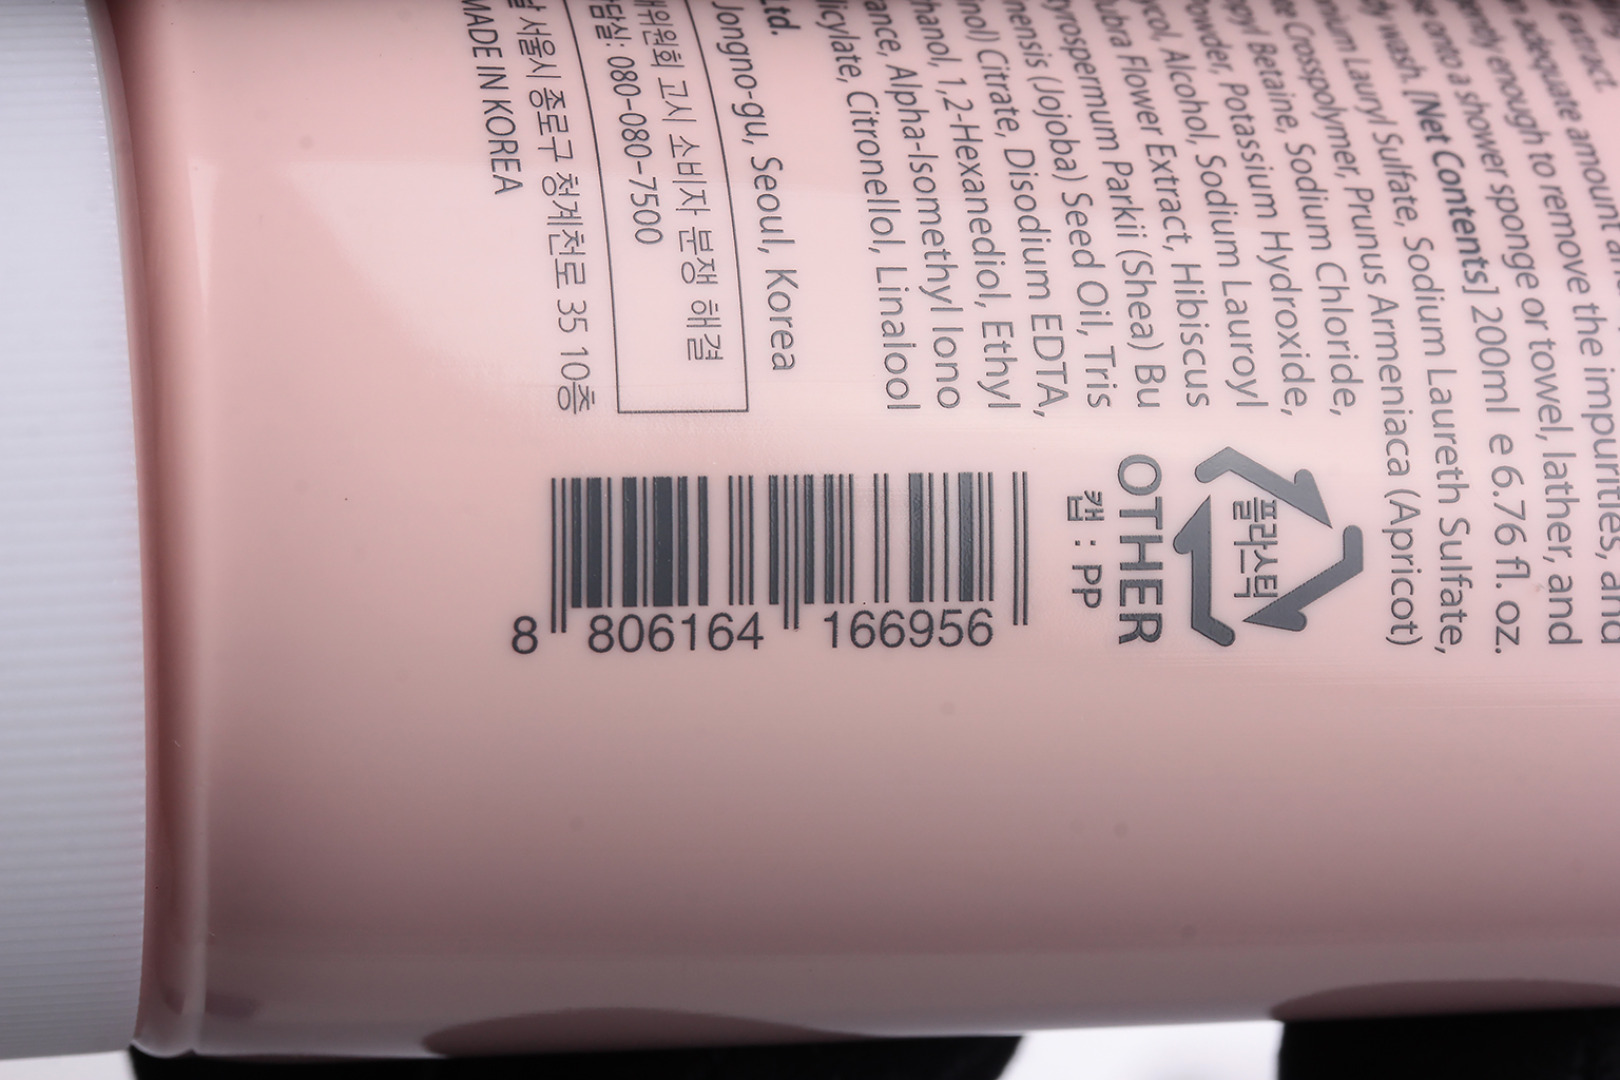 extract.
adequate amount
gently enough to remove the impurities, and
onto a shower sponge or towel, lather, and
wash. [Net Contents] 200ml e 6.76 fl. oz.
Lauryl Sulfate, Sodium Laureth Sulfate,
Crosspolymer, Prunus Armeniaca (Apricot)
Betaine, Sodium Chloride,
Powder, Potassium Hydroxide,
Alcohol, Sodium Lauroyl
Flower Extract, Hibiscus
Parkii (Shea) Bu
(Jojoba) Seed Oil, Tris
Citrate, Disodium EDTA,
1,2-Hexanediol, Ethyl
Alpha-Isomethyl Iono
Citronellol, Linalool
Ltd.
Jongno-gu, Seoul, Korea
고시 소비자 분쟁 해결
080-080-7500
서울시 종로구 청계천로 35 10층
MADE IN KOREA
플라스틱
OTHER
캡 : PP
8 806164 166956